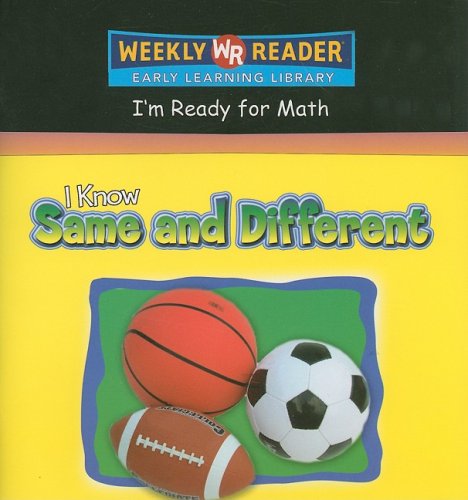 WEEKLY WR READER
EARLY LEARNING LIBRARY
I'm Ready for Math
I Know
Same and Different